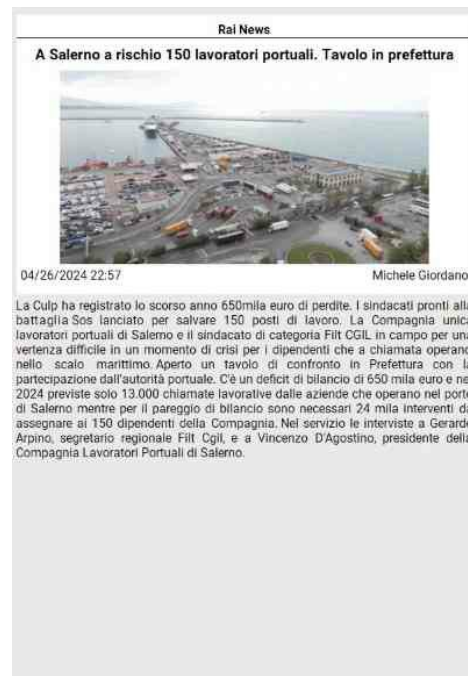 Rai News
A Salerno a rischio 150 lavoratori portuali. Tavolo in prefettura
04/26/2024 22:57 Michele Giordano
La Culp ha registrato lo scorso anno 650mila euro di perdite. I sindacati pronti alla
battaglia Sos lanciato per salvare 150 posti di lavoro. La Compagnia unica
lavoratori portuali di Salerno e il sindacato di categoria Filt CGIL in campo per una
vertenza difficile in un momento di crisi per i dipendenti che a chiamata operano
nello scalo marittimo. Aperto un tavolo di confronto in Prefettura con la
partecipazione dall'autorità portuale. C'è un deficit di bilancio di 650 mila euro e nel
2024 previste solo 13.000 chiamate lavorative dalle aziende che operano nel porto
di Salerno mentre per il pareggio di bilancio sono necessari 24 mila interventi da
assegnare ai 150 dipendenti della Compagnia. Nel servizio le interviste a Gerardo
Arpino, segretario regionale Filt Cgil, e a Vincenzo D'Agostino, presidente della
Compagnia Lavoratori Portuali di Salerno.